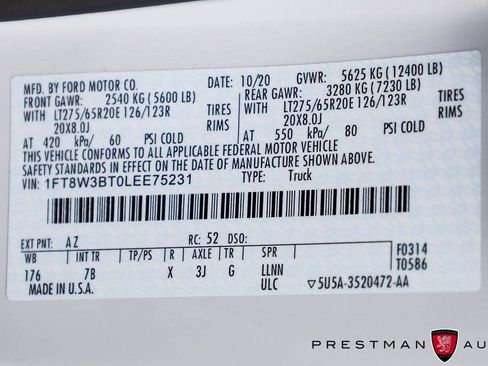 MFD. BY FORD MOTOR CO. 10/20 GVWR: 5625 KG (12400 LB)
FRONT GAWR: 2540 KG (5600 LB) REAR GAWR: 3280 KG (7230 LB)
WITH LT275/65R20E 126/123R TIRES WITH LT275/65R20E 126/123R TIRES
20X8.0J RIMS 20X8.0J RIMS
AT 420 kPa/ 60 PSI COLD AT 550 kPa/ 80 PSI COLD
THIS VEHICLE CONFORMS TO ALL APPLICABLE FEDERAL MOTOR VEHICLE
SAFETY STANDARDS IN EFFECT ON THE DATE OF MANUFACTURE SHOWN ABOVE.
VIN: 1FT8W3BT0LEE75231 TYPE: Truck
EXT PNT: AZ RC: 52 DSO: F0314
WB INT TR TP/PS R AXLE TR SPR T0586
176 7B X 3J G LLNN
MADE IN U.S.A. ULC ▽5U5A-3520472-AA
PRESTMAN AU